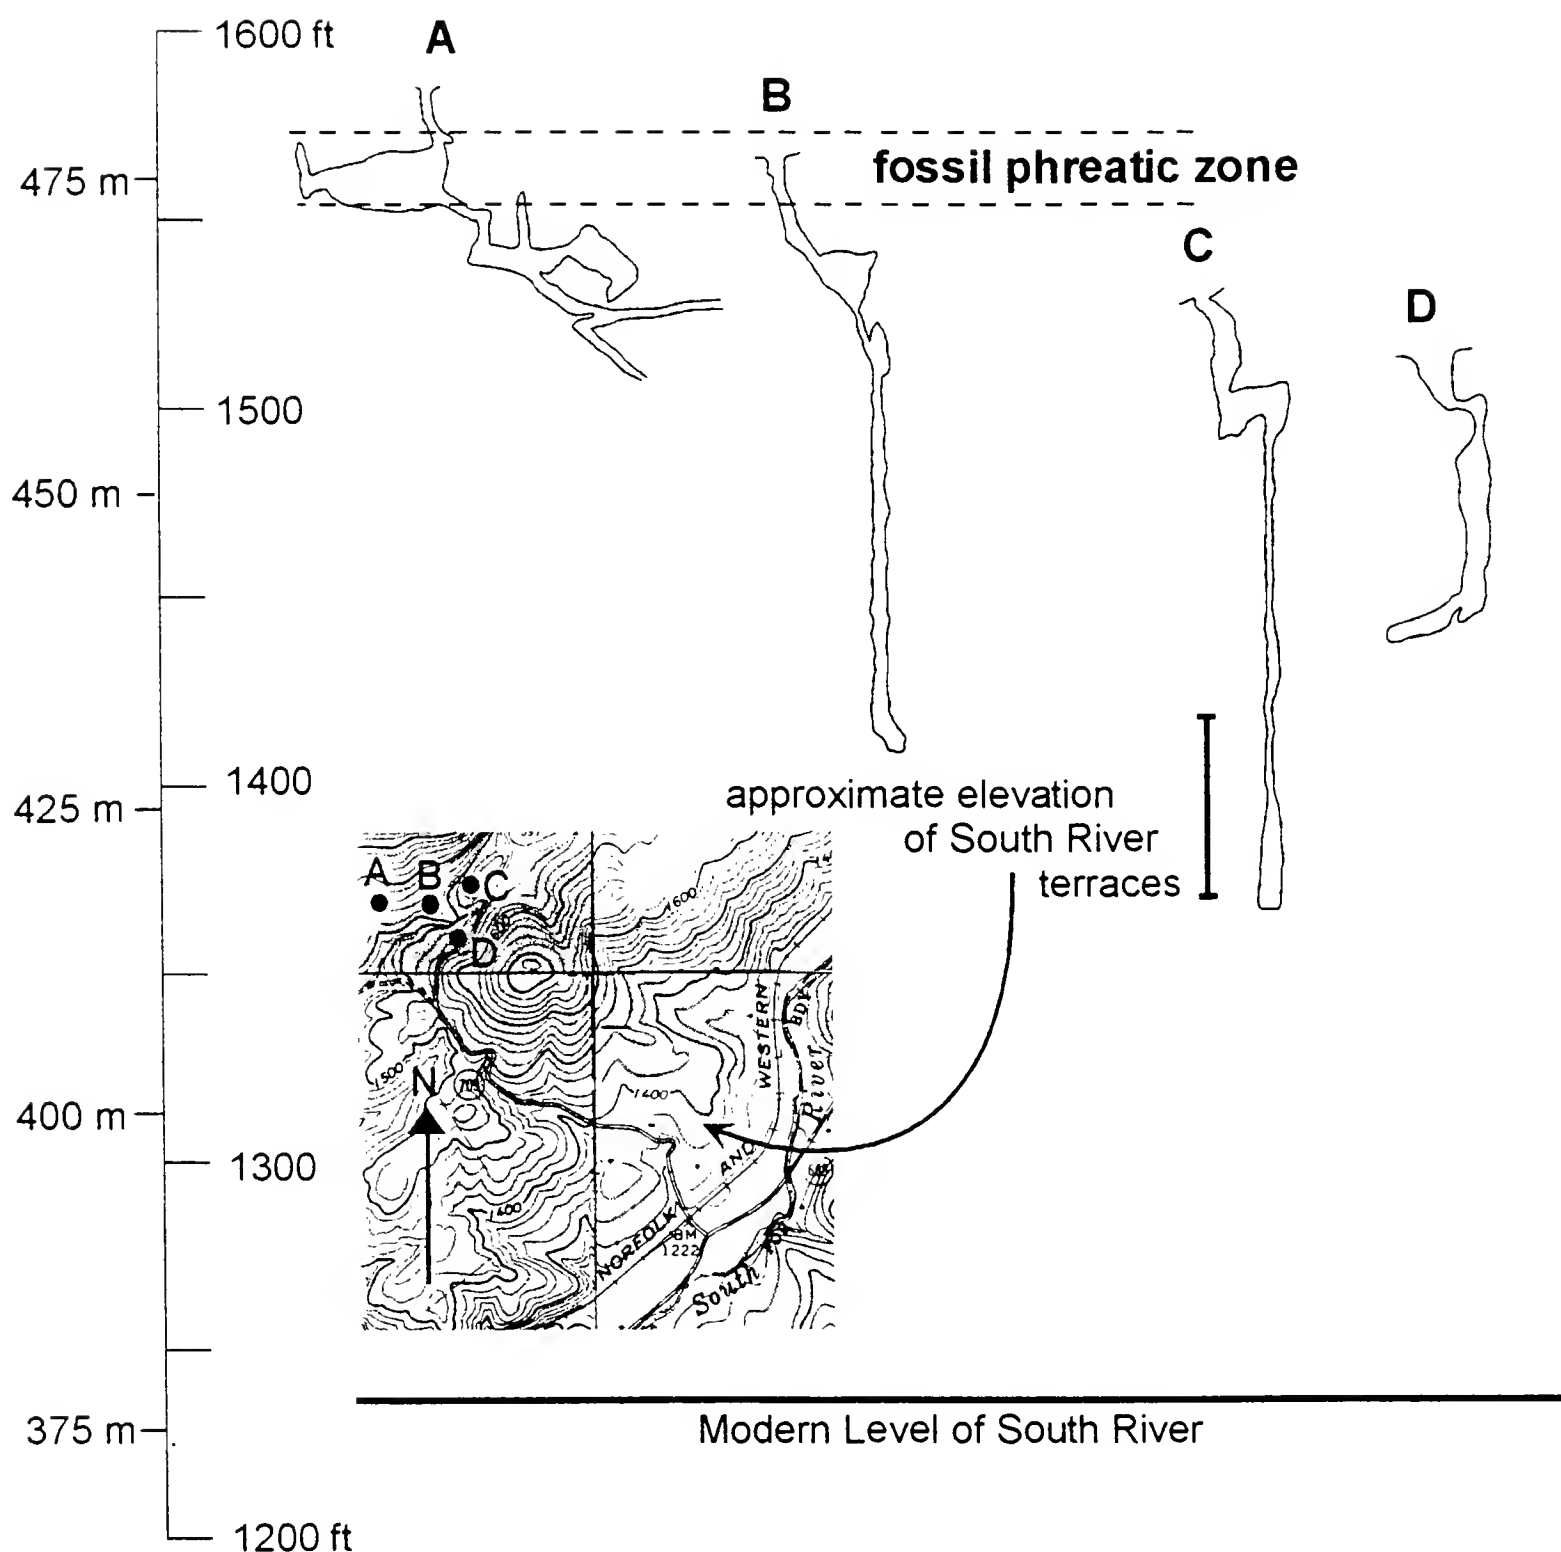 1600 ft
A
B
475 m
fossil phreatic zone
C
D
1500
450 m
1400
425 m
approximate elevation
of South River
terraces
A
B
C
D
1600
WESTERN
BDY
River
1500
N
1400
400 m
1300
AND
1400
NORFOLK
BM
1222
South
Modern Level of South River
375 m
1200 ft